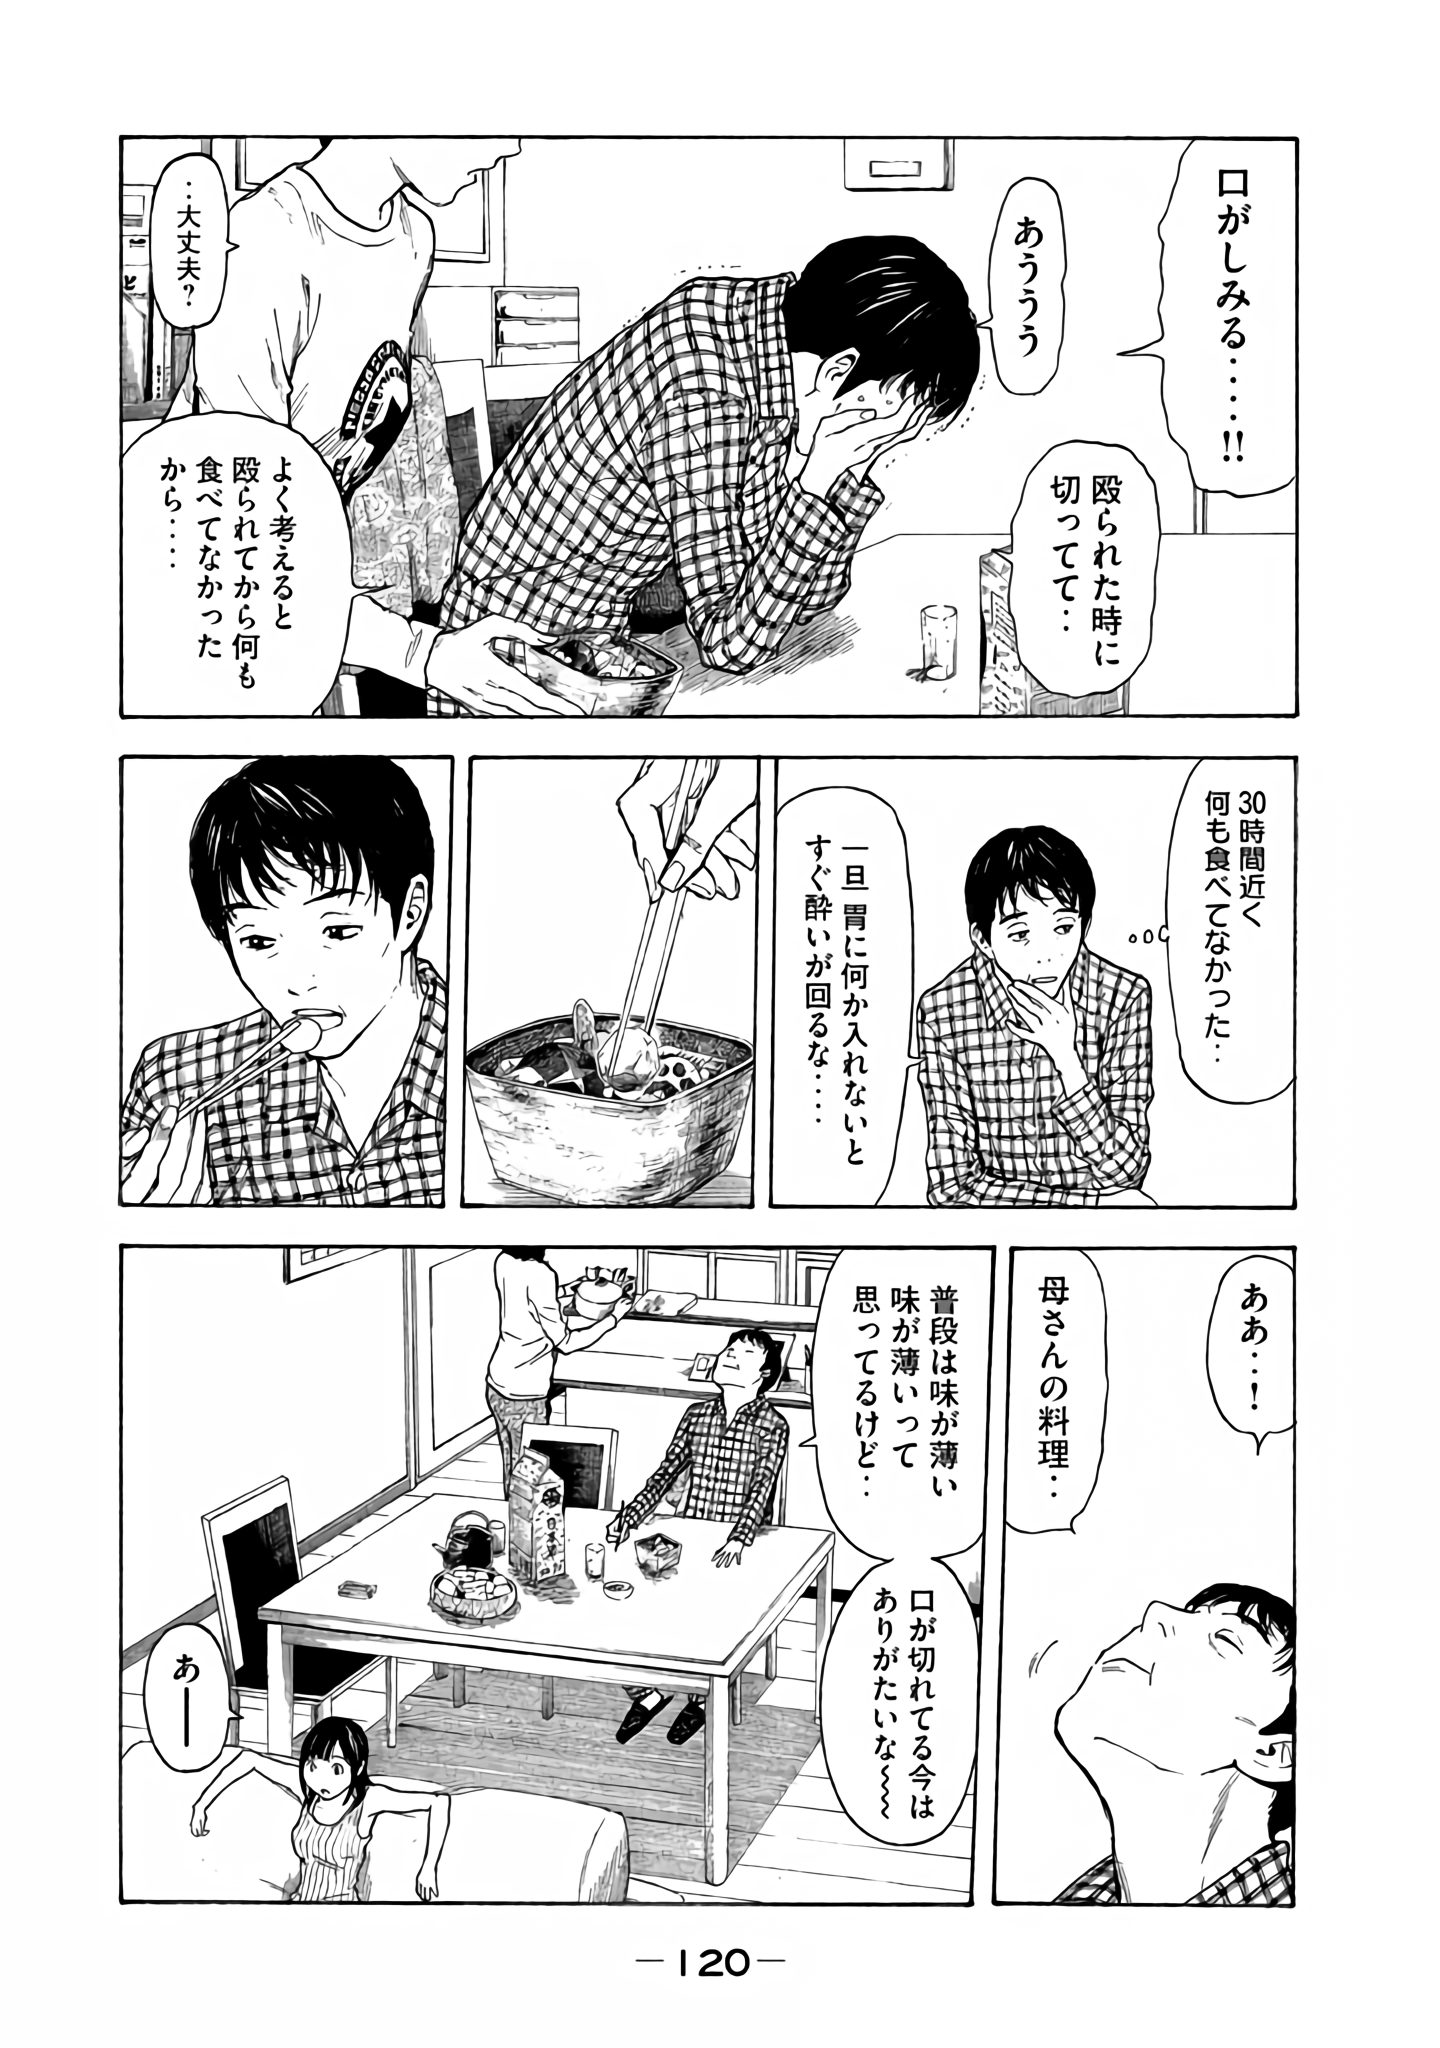 口がしみる‥‥‼
あううう
殴られた時に
切ってて‥
‥大丈夫?
よく考えると
殴られてから何も
食べてなかった
から‥‥
30時間近く
何も食べてなかった‥
一旦胃に何か入れないと
すぐ酔いが回るな‥‥
ああ‥!
母さんの料理‥
普段は味が薄い
味が薄いって
思ってるけど‥
口が切れてる今は
ありがたいな〜〜〜
あ──
—120—